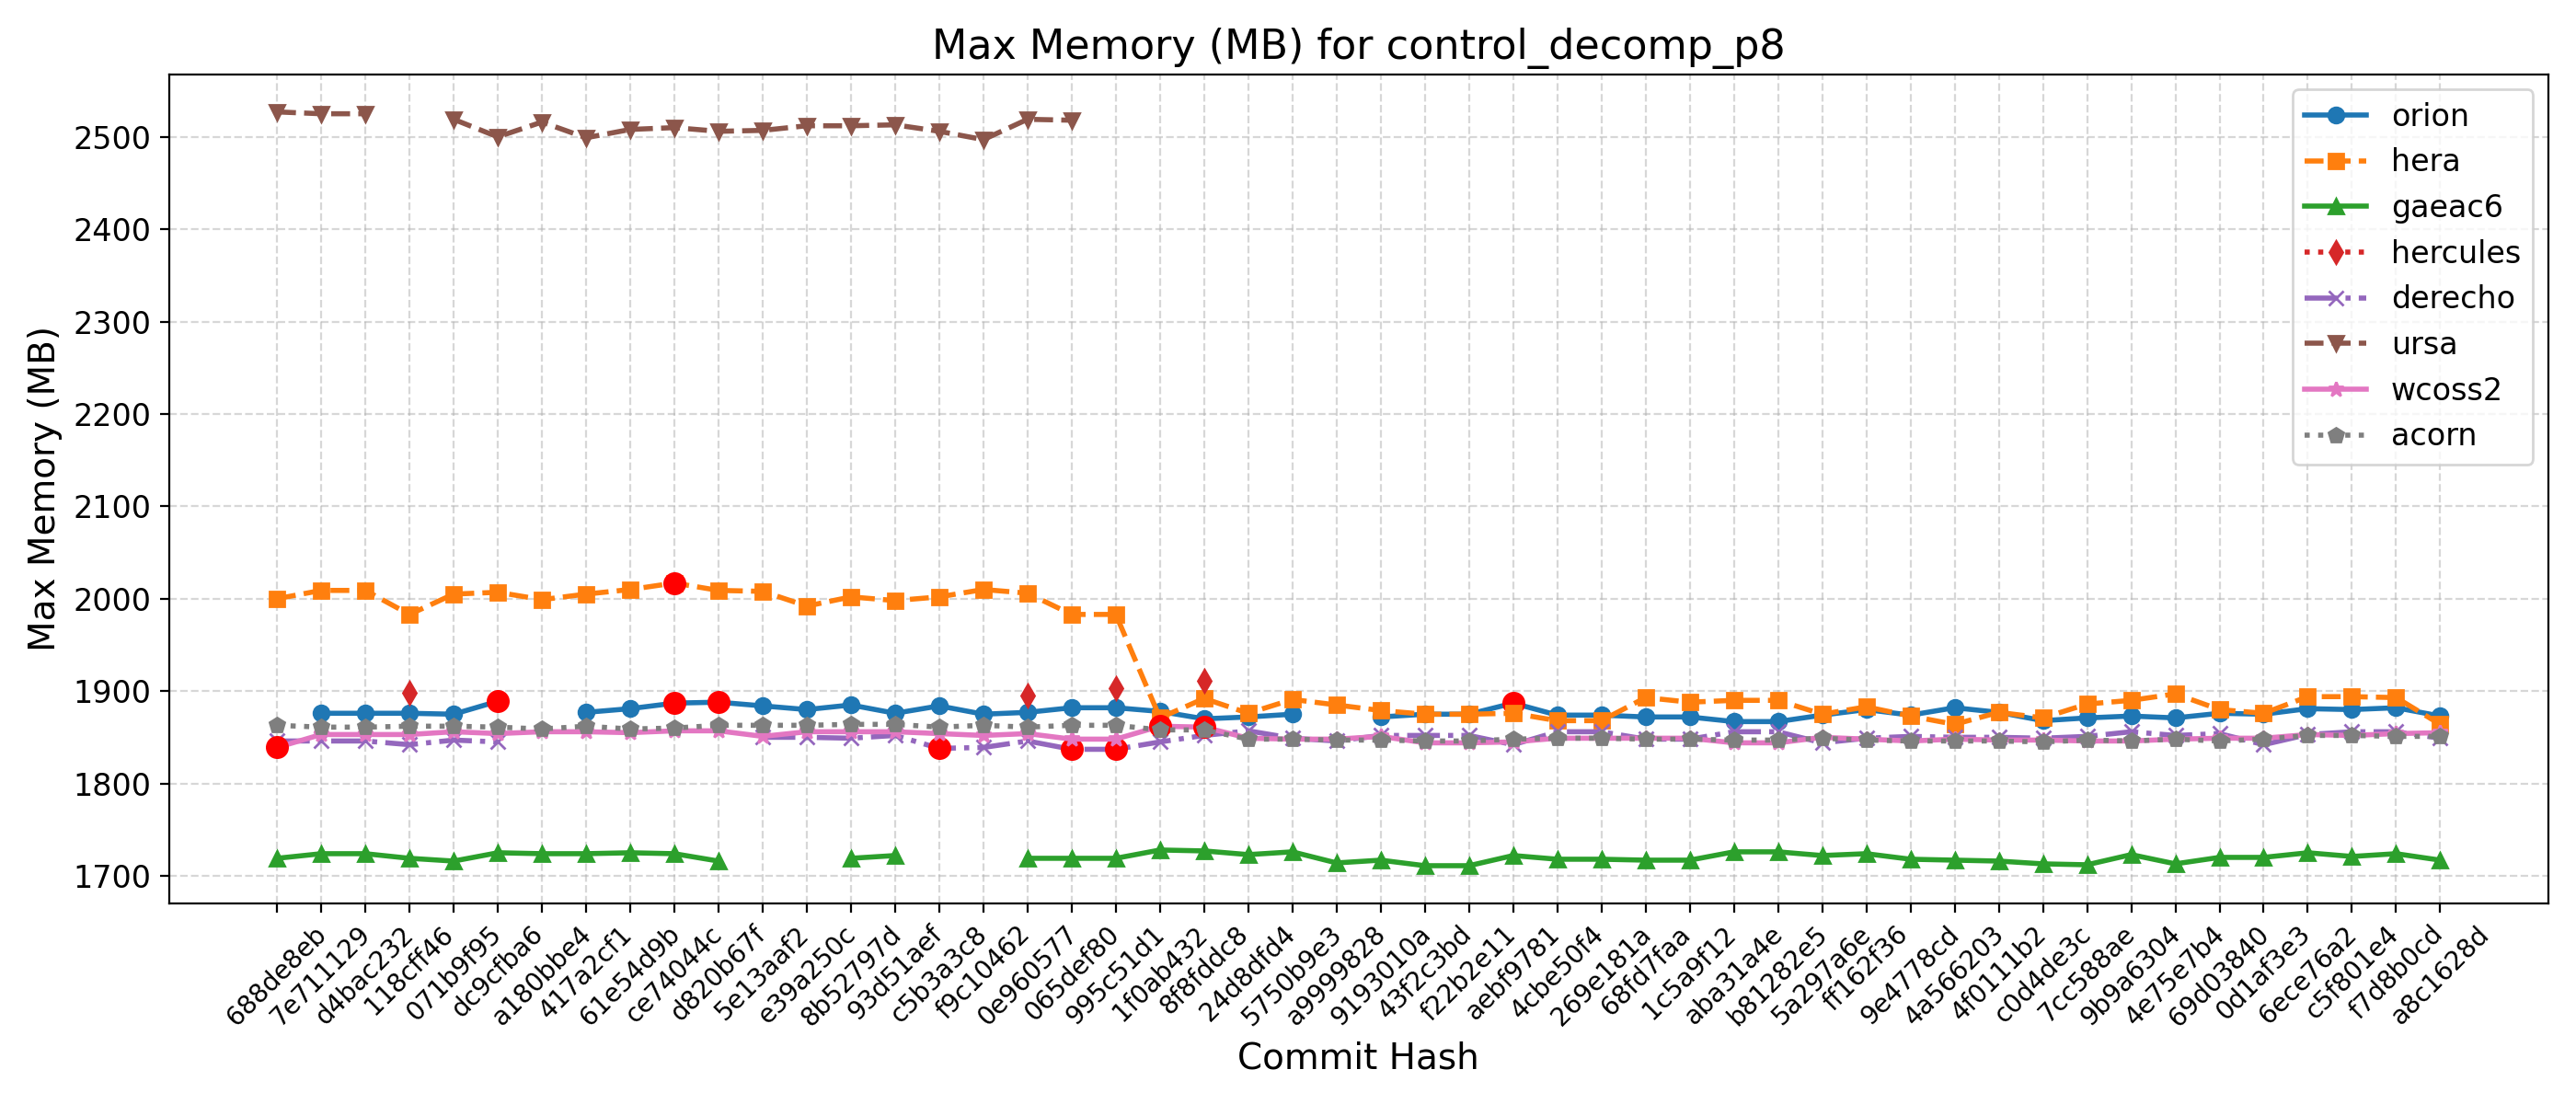 Max Memory (MB) for control_decomp_p8
Max Memory (MB)
2500
2400
2300
2200
2100
2000
1900
1800
1700
orion
hera
gaeac6
hercules
derecho
ursa
wcoss2
acorn
688de8eb
7e711129
d4bac232
118cff46
071b9f95
dc9cfba6
a180bbe4
417a2cf1
61e54d9b
ce74044c
d820b67f
5e13aaf2
e39a250c
8b52797d
93d51aef
c5b3a3c8
f9c10462
0e960577
065def80
995c51d1
1f0ab432
8f8fddc8
24d8dfd4
5750b9e3
a9999828
9193010a
43f2c3bd
f22b2e11
aebf9781
4cbe50f4
269e181a
68fd7faa
1c5a9f12
aba31a4e
b81282e5
5a297a6e
ff162f36
9e4778cd
4a566203
4f0111b2
c0d4de3c
7cc588ae
9b9a6304
4e75e7b4
69d03840
0d1af3e3
6ece76a2
c5f801e4
f7d8b0cd
a8c1628d
Commit Hash